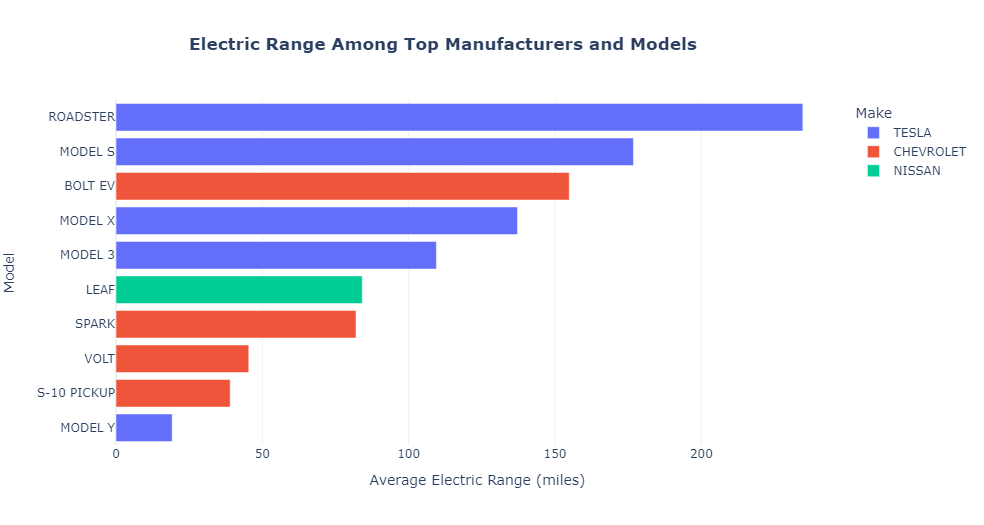 Electric Range Among Top Manufacturers and Models
Make
TESLA
CHEVROLET
NISSAN
Model
ROADSTER
MODEL S
BOLT EV
MODEL X
MODEL 3
LEAF
SPARK
VOLT
S-10 PICKUP
MODEL Y
0 50 100 150 200
Average Electric Range (miles)